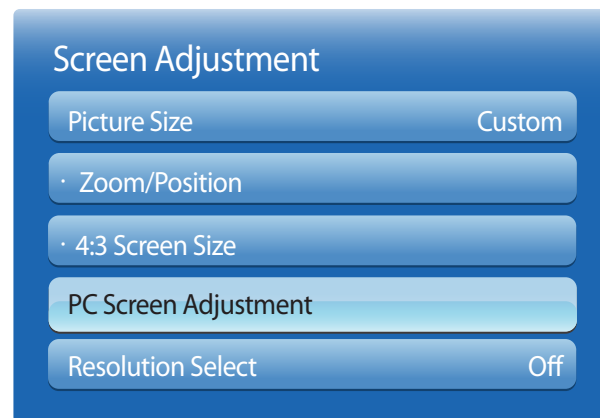 Screen Adjustment
Picture Size Custom
· Zoom/Position
· 4:3 Screen Size
PC Screen Adjustment
Resolution Select Off